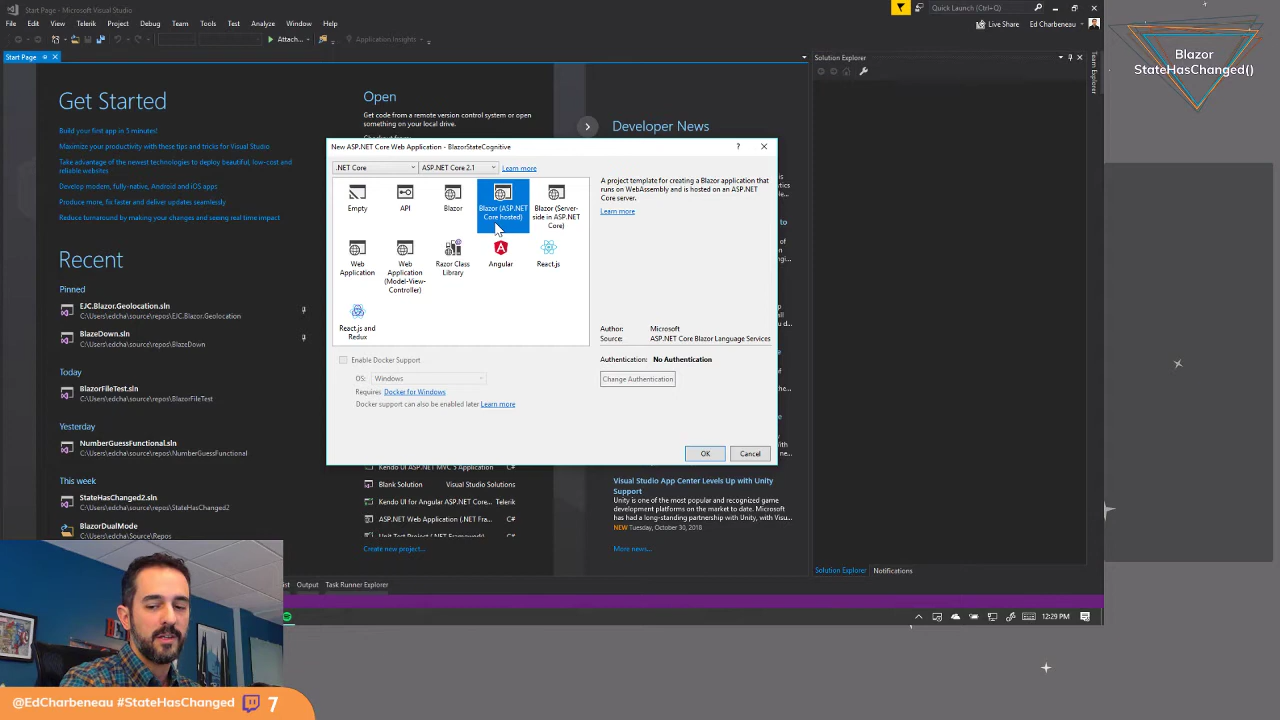 Start Page - Microsoft Visual Studio
Quick Launch (Ctrl+Q)
File Edit View Telerik Project Debug Team Tools Test Analyze Window Help
Live Share
Ed Charbeneau
Attach...
Application Insights
Start Page
Solution Explorer
Team Explorer
Blazor
StateHasChanged()
Get Started
Build your first app in 5 minutes!
Maximize your productivity with these tips and tricks for Visual Studio
Take advantage of the newest technologies to deploy beautiful, low-cost and
reliable websites
Develop modern, fully-native, Android and iOS apps
Produce more, fix faster and deploy updates seamlessly
Reduce turnaround by making your changes and seeing real time impact
Recent
Pinned
EJC.Blazor.Geolocation.sln
C:\Users\edcha\source\repos\EJC.Blazor.Geolocation
BlazeDown.sln
C:\Users\edcha\source\repos\BlazeDown
Today
BlazorFileTest.sln
C:\Users\edcha\source\repos\BlazorFileTest
Yesterday
NumberGuessFunctional.sln
C:\Users\edcha\source\repos\NumberGuessFunctional
This week
StateHasChanged2.sln
C:\Users\edcha\source\repos\StateHasChanged2
BlazorDualMode
C:\Users\edcha\Source\Repos
Open
Get code from a remote version control system or open
something on your local drive.
Developer News
New ASP.NET Core Web Application - BlazorStateCognitive
.NET Core
ASP.NET Core 2.1
Learn more
Empty
API
Blazor
Blazor (ASP.NET
Core hosted)
Blazor (Server-
side in ASP.NET
Core)
Web
Application
Web
Application
(Model-View-
Controller)
Razor Class
Library
Angular
React.js
React.js and
Redux
A project template for creating a Blazor application that
runs on WebAssembly and is hosted on an ASP.NET
Core server.
Learn more
Author: Microsoft
Source: ASP.NET Core Blazor Language Services
Authentication: No Authentication
Change Authentication
Enable Docker Support
OS: Windows
Requires Docker for Windows
Docker support can also be enabled later Learn more
OK
Cancel
Kendo UI ASP.NET MVC 5 Application C#
Blank Solution Visual Studio Solutions
Kendo UI for Angular ASP.NET Core... Telerik
ASP.NET Web Application (.NET Fra... C#
Unit Test Project (.NET Framework) C#
Create new project...
Visual Studio App Center Levels Up with Unity
Support
Unity is one of the most popular and recognized game
development platforms on the market to date. Microsoft
has had a long-standing partnership with Unity, with Visu...
NEW Tuesday, October 30, 2018
More news...
Solution Explorer
Notifications
Output
Task Runner Explorer
12:29 PM
@EdCharbeneau #StateHasChanged 7